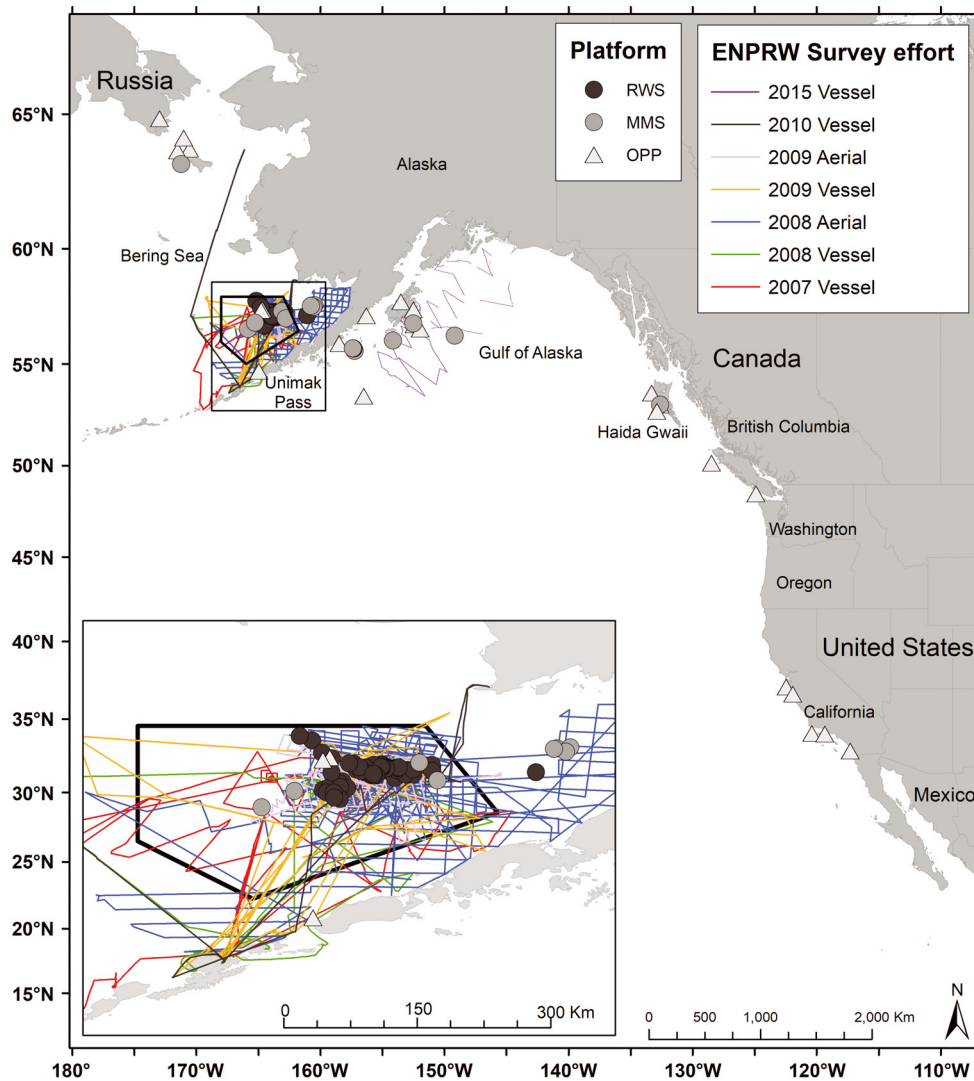 Platform
RWS
MMS
OPP
ENPRW Survey effort
2015 Vessel
2010 Vessel
2009 Aerial
2009 Vessel
2008 Aerial
2008 Vessel
2007 Vessel
Russia
Alaska
Bering Sea
Unimak
Pass
Gulf of Alaska
Canada
Haida Gwaii
British Columbia
Washington
Oregon
United States
California
Mexico
65°N
60°N
55°N
50°N
45°N
40°N
35°N
30°N
25°N
20°N
15°N
0 150 300 Km
0 500 1,000 2,000 Km
N
180° 170°W 160°W 150°W 140°W 130°W 120°W 110°W